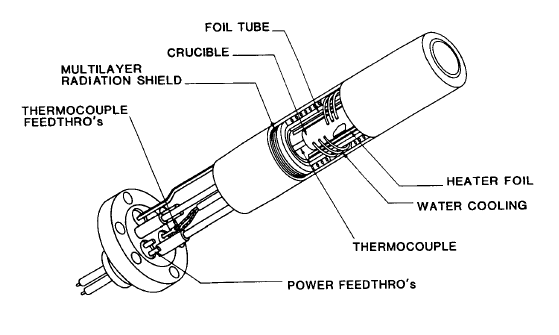 FOIL TUBE
CRUCIBLE
MULTILAYER
RADIATION SHIELD
THERMOCOUPLE
FEEDTHRO's
HEATER FOIL
WATER COOLING
THERMOCOUPLE
POWER FEEDTHRO's